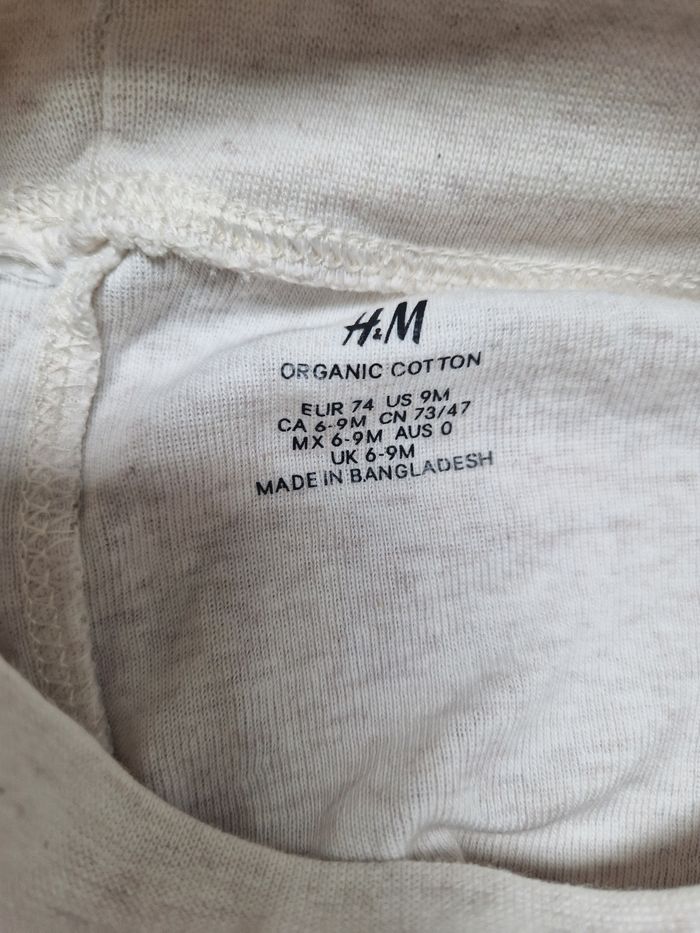 H&M
ORGANIC COTTON
EUR 74 US 9M
CA 6-9M CN 73/47
MX 6-9M AUS 0
UK 6-9M
MADE IN BANGLADESH